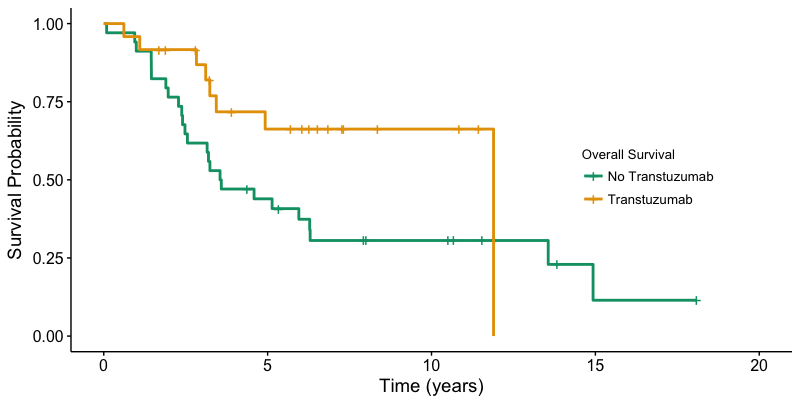 1.00
0.75
0.50
0.25
0.00
Survival Probability
0 5 10 15 20
Time (years)
Overall Survival
No Transtuzumab
Transtuzumab